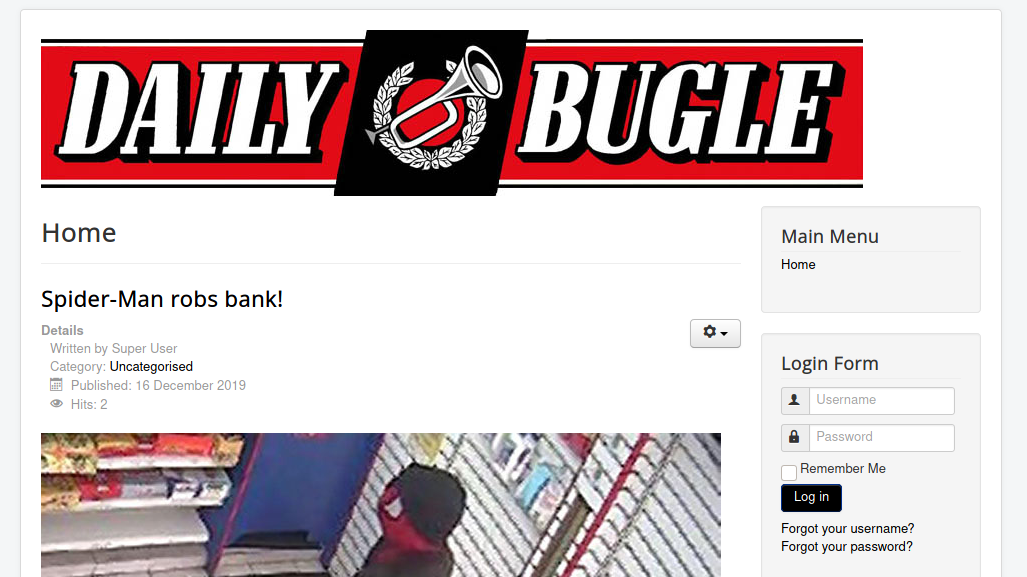 DAILY BUGLE
Home
Spider-Man robs bank!
Details
Written by Super User
Category: Uncategorised
Published: 16 December 2019
Hits: 2
Main Menu
Home
Login Form
Username
Password
Remember Me
Log in
Forgot your username?
Forgot your password?